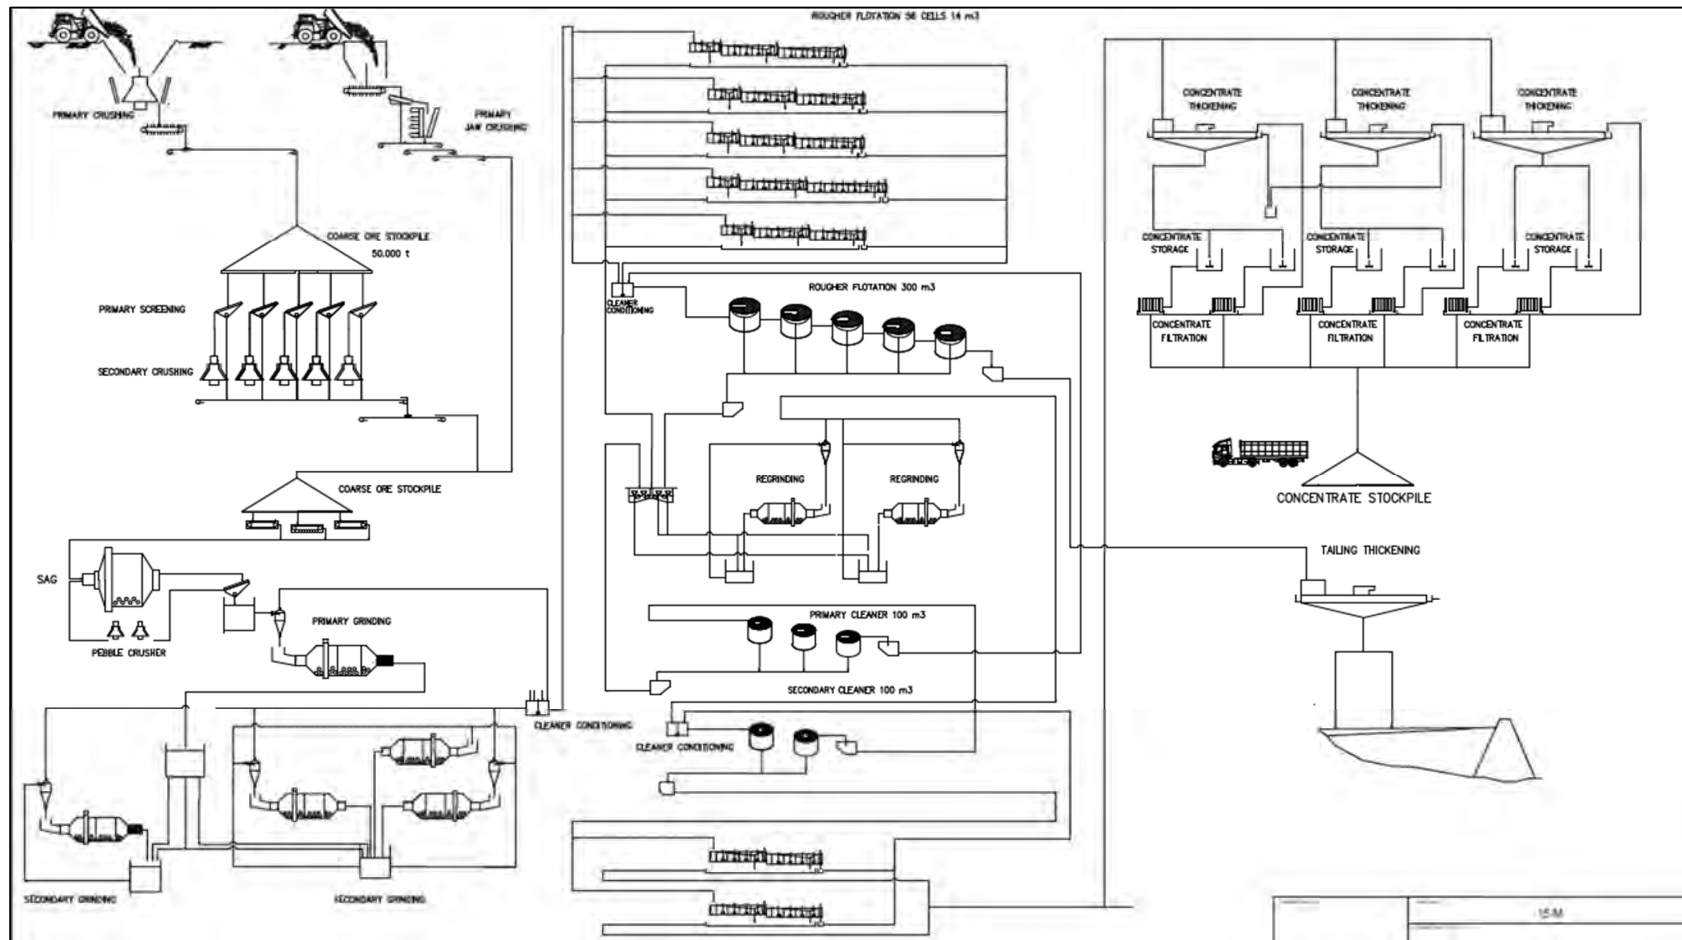 ROUGHER FLOTATION 56 CELLS 14 m3
PRIMARY CRUSHING
PRIMARY
JAW CRUSHING
COARSE ORE STOCKPILE
50.000 t
PRIMARY SCREENING
SECONDARY CRUSHING
COARSE ORE STOCKPILE
SAG
PEBBLE CRUSHER
PRIMARY GRINDING
SECONDARY GRINDING
SECONDARY GRINDING
CLEANER CONDITIONING
CLEANER
CONDITIONING
ROUGHER FLOTATION 300 m3
REGRINDING
REGRINDING
PRIMARY CLEANER 100 m3
SECONDARY CLEANER 100 m3
CLEANER CONDITIONING
CONCENTRATE
THICKENING
CONCENTRATE
THICKENING
CONCENTRATE
THICKENING
CONCENTRATE
STORAGE
CONCENTRATE
STORAGE
CONCENTRATE
STORAGE
CONCENTRATE
FILTRATION
CONCENTRATE
FILTRATION
CONCENTRATE
FILTRATION
CONCENTRATE STOCKPILE
TAILING THICKENING